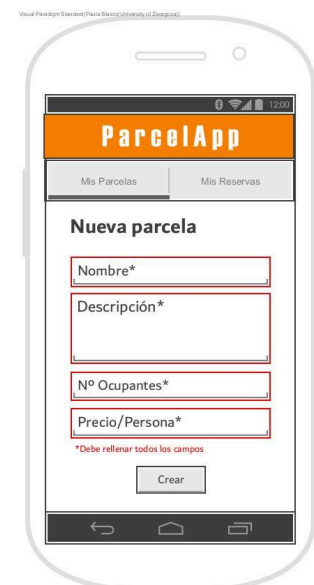 Visual Paradigm Standard(Paula Blasco(University of Zaragoza))
12:00
ParcelApp
Mis Parcelas Mis Reservas
Nueva parcela
Nombre*
Descripción*
Nº Ocupantes*
Precio/Persona*
*Debe rellenar todos los campos
Crear